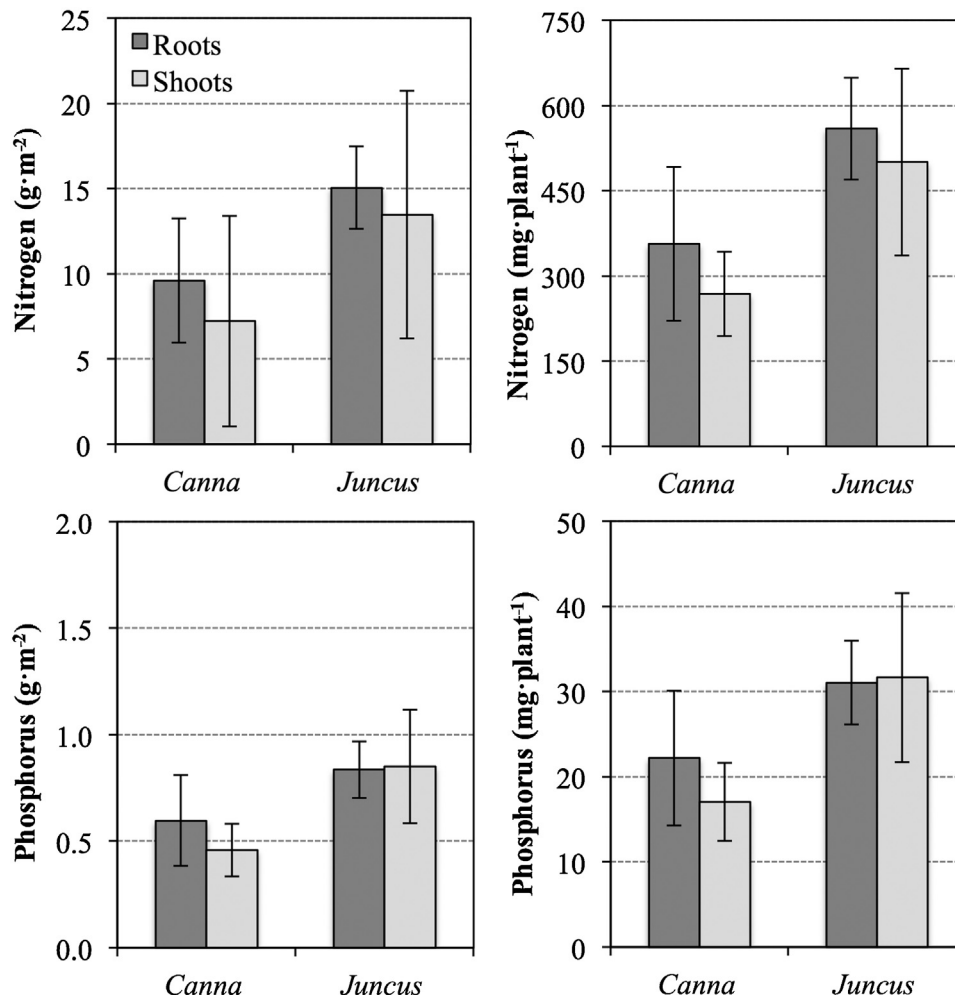 Nitrogen (g·m-2)
25
20
15
10
5
0
Roots
Shoots
Canna Juncus
Nitrogen (mg·plant-1)
750
600
450
300
150
0
Canna Juncus
Phosphorus (g·m-2)
2.0
1.5
1.0
0.5
0.0
Canna Juncus
Phosphorus (mg·plant-1)
50
40
30
20
10
0
Canna Juncus